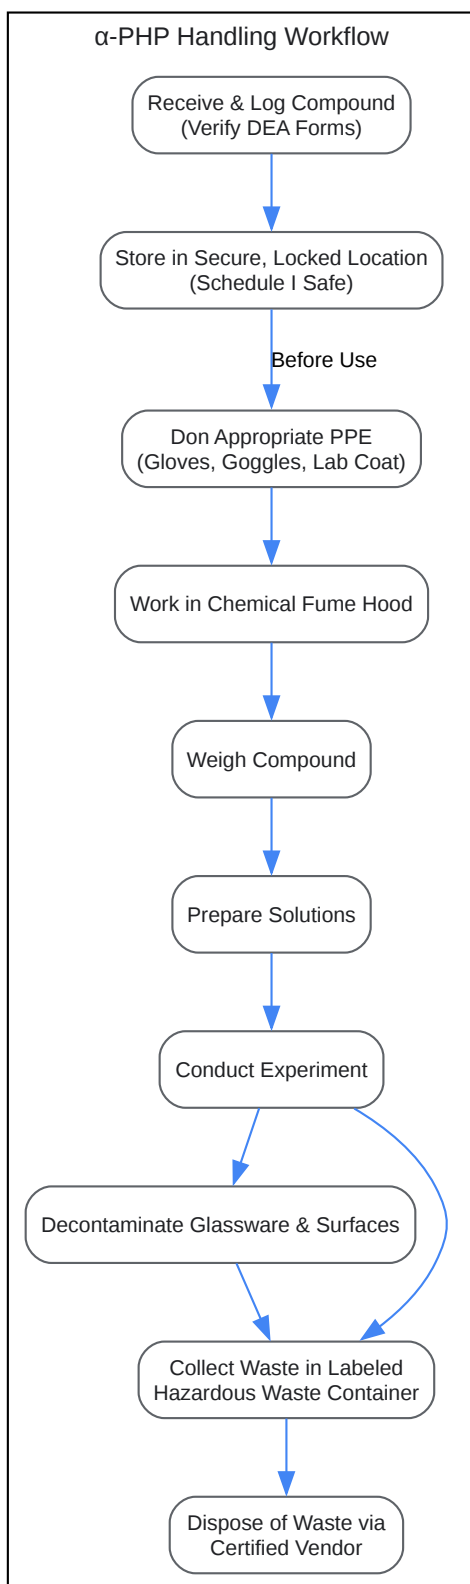 α-PHP Handling Workflow
Receive & Log Compound
(Verify DEA Forms)
Store in Secure, Locked Location
(Schedule I Safe)
Before Use
Don Appropriate PPE
(Gloves, Goggles, Lab Coat)
Work in Chemical Fume Hood
Weigh Compound
Prepare Solutions
Conduct Experiment
Decontaminate Glassware & Surfaces
Collect Waste in Labeled
Hazardous Waste Container
Dispose of Waste via
Certified Vendor